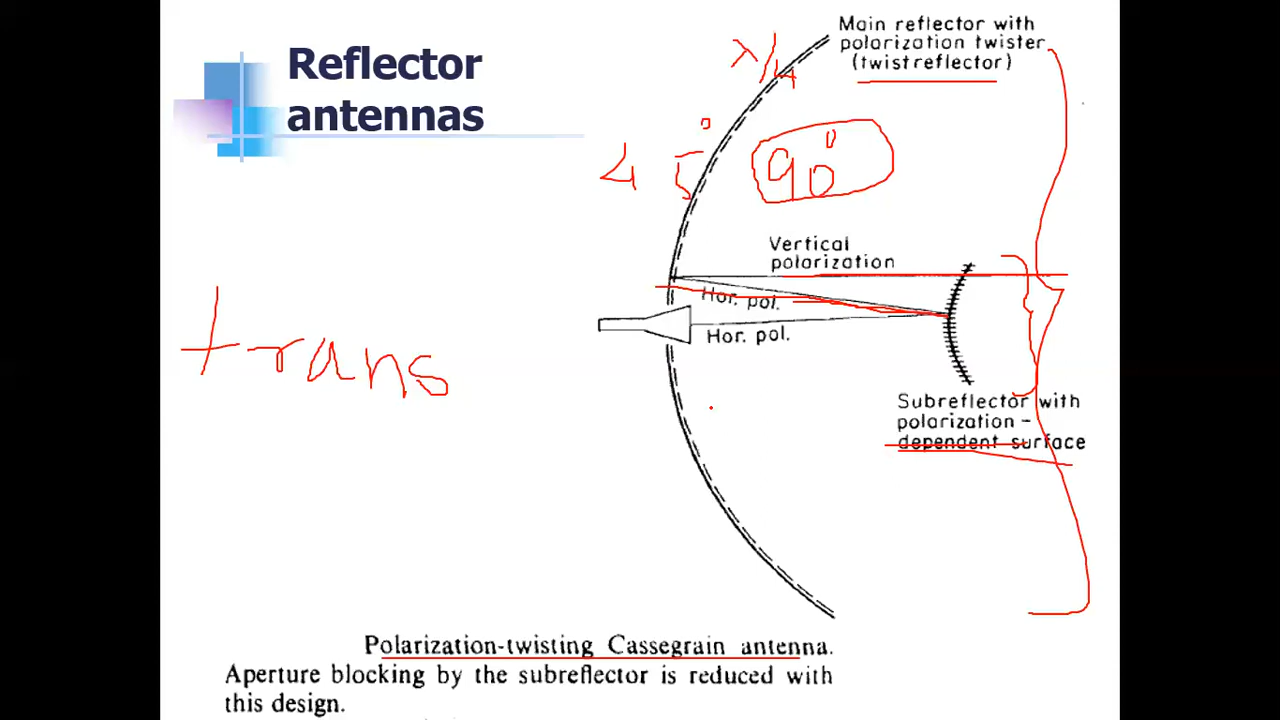 Reflector
antennas
Main reflector with
polarization twister
(twistreflector)
λ/4
45°
90°
Vertical
polarization
Hor. pol.
Hor. pol.
trans
Subreflector with
polarization-
dependent surface
Polarization-twisting Cassegrain antenna.
Aperture blocking by the subreflector is reduced with
this design.